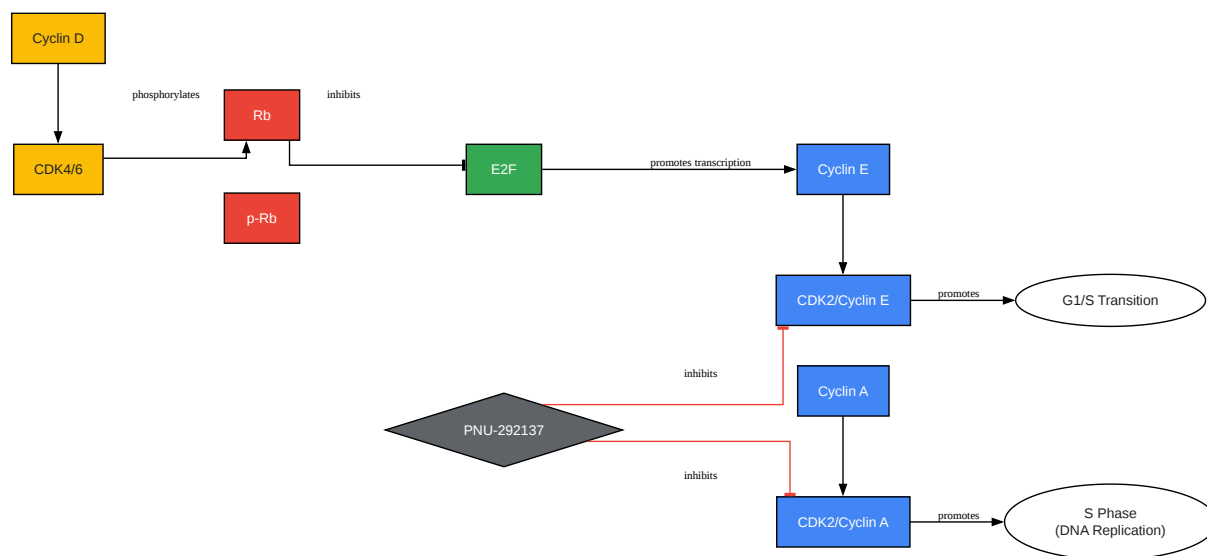 Cyclin D
phosphorylates
inhibits
Rb
CDK4/6
E2F
promotes transcription
Cyclin E
p-Rb
CDK2/Cyclin E
promotes
G1/S Transition
inhibits
Cyclin A
PNU-292137
inhibits
CDK2/Cyclin A
promotes
S Phase
(DNA Replication)